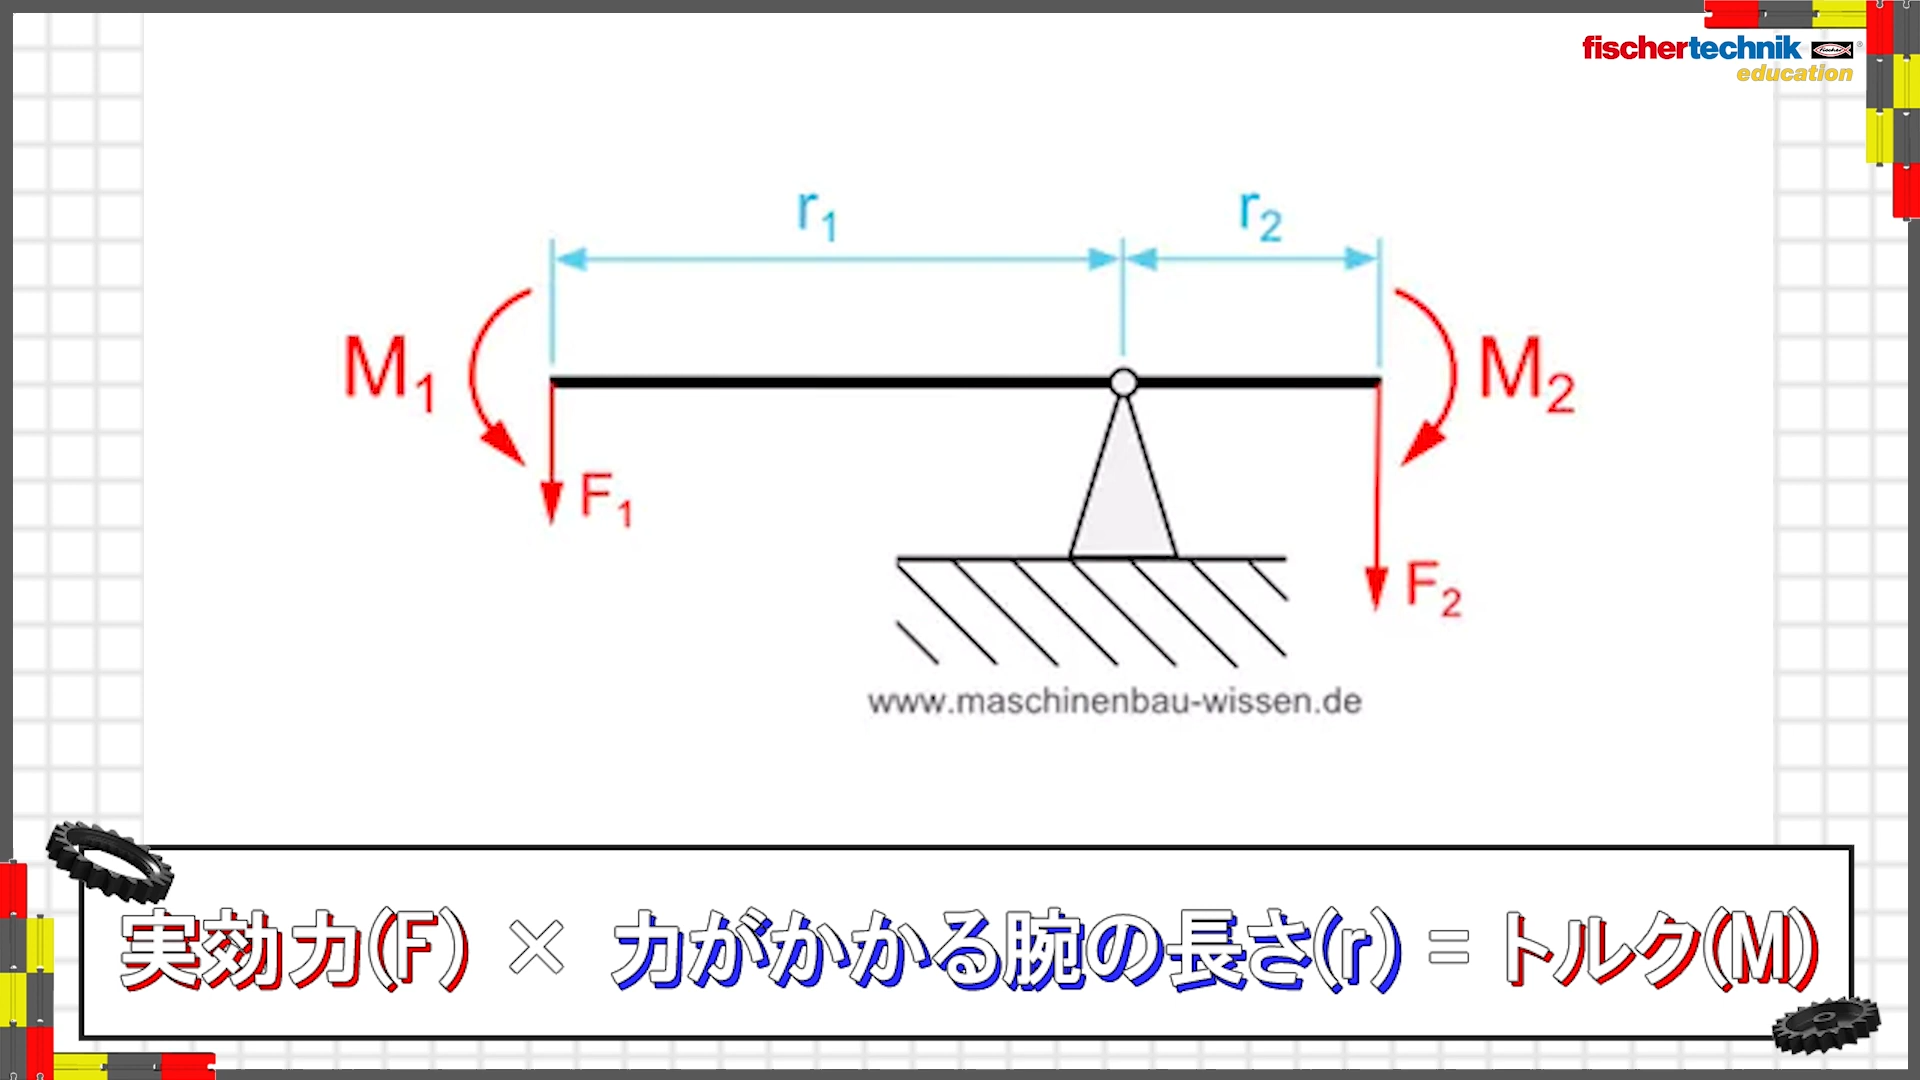 fischertechnik fischer®
education
r1 r2
M1 M2
F1
F2
www.maschinenbau-wissen.de
実効力(F) × 力がかかる腕の長さ(r) = トルク(M)